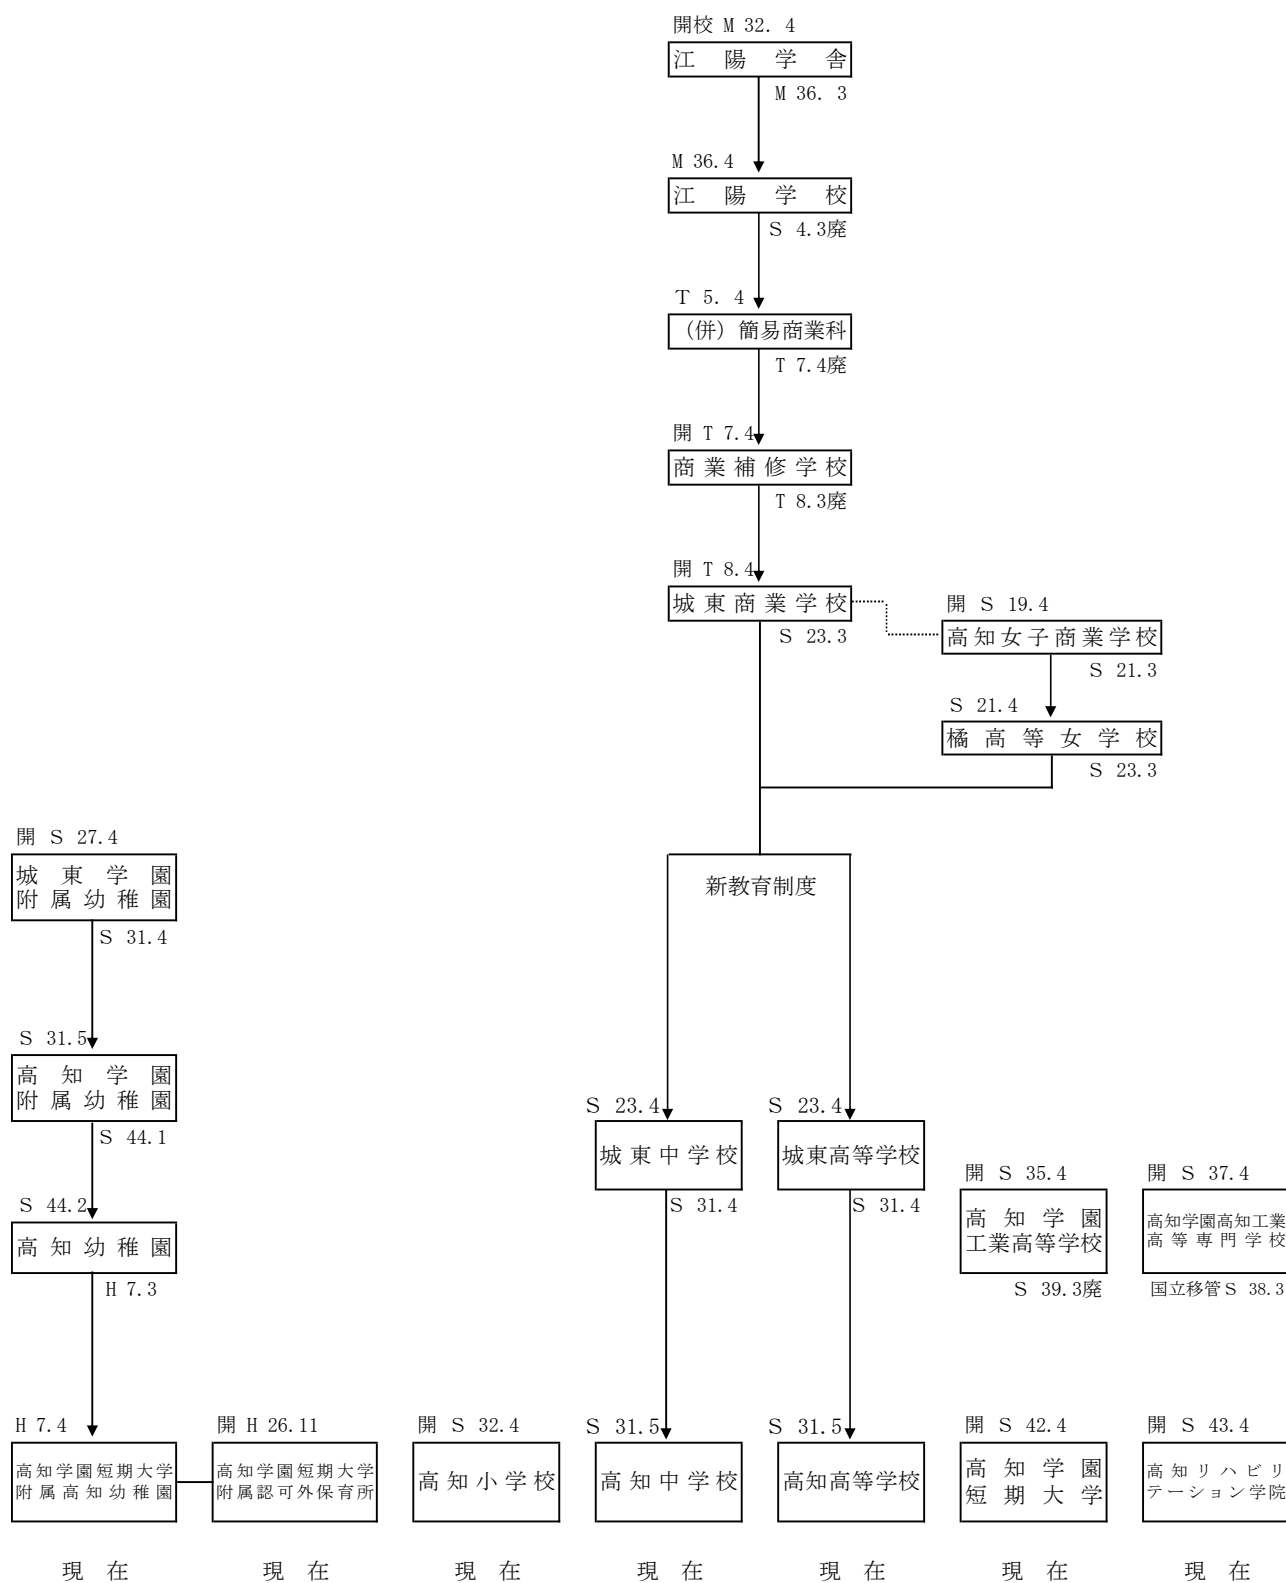 開校 M 32. 4
江陽学舎
M 36. 3
M 36.4
江陽学校
S 4.3廃
T 5. 4
（併）簡易商業科
T 7.4廃
開 T 7.4
商業補修学校
T 8.3廃
開 T 8.4
城東商業学校
S 23.3
開 S 19.4
高知女子商業学校
S 21.3
S 21.4
橘高等女学校
S 23.3
新教育制度
開 S 27.4
城東学園
附属幼稚園
S 31.4
S 31.5
高知学園
附属幼稚園
S 44.1
S 44.2
高知幼稚園
H 7.3
S 23.4
城東中学校
S 31.4
S 23.4
城東高等学校
S 31.4
開 S 35.4
高知学園
工業高等学校
S 39.3廃
開 S 37.4
高知学園高知工業
高等専門学校
国立移管 S 38.3
H 7.4
高知学園短期大学
附属高知幼稚園
現在
開 H 26.11
高知学園短期大学
附属認可外保育所
現在
開 S 32.4
高知小学校
現在
S 31.5
高知中学校
現在
S 31.5
高知高等学校
現在
開 S 42.4
高知学園
短期大学
現在
開 S 43.4
高知リハビリ
テーション学院
現在